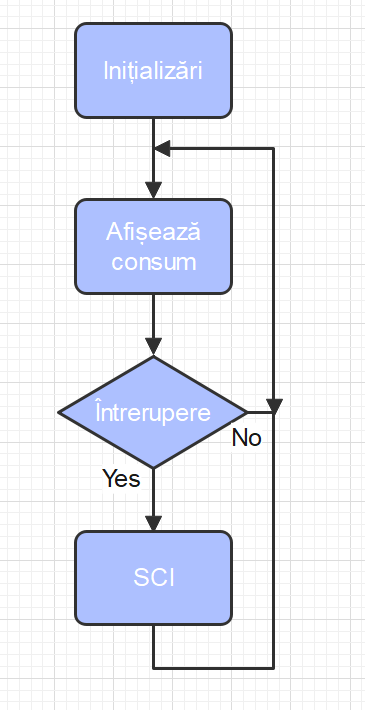 Inițializări
Afișează
consum
Întrerupere
No
Yes
SCI